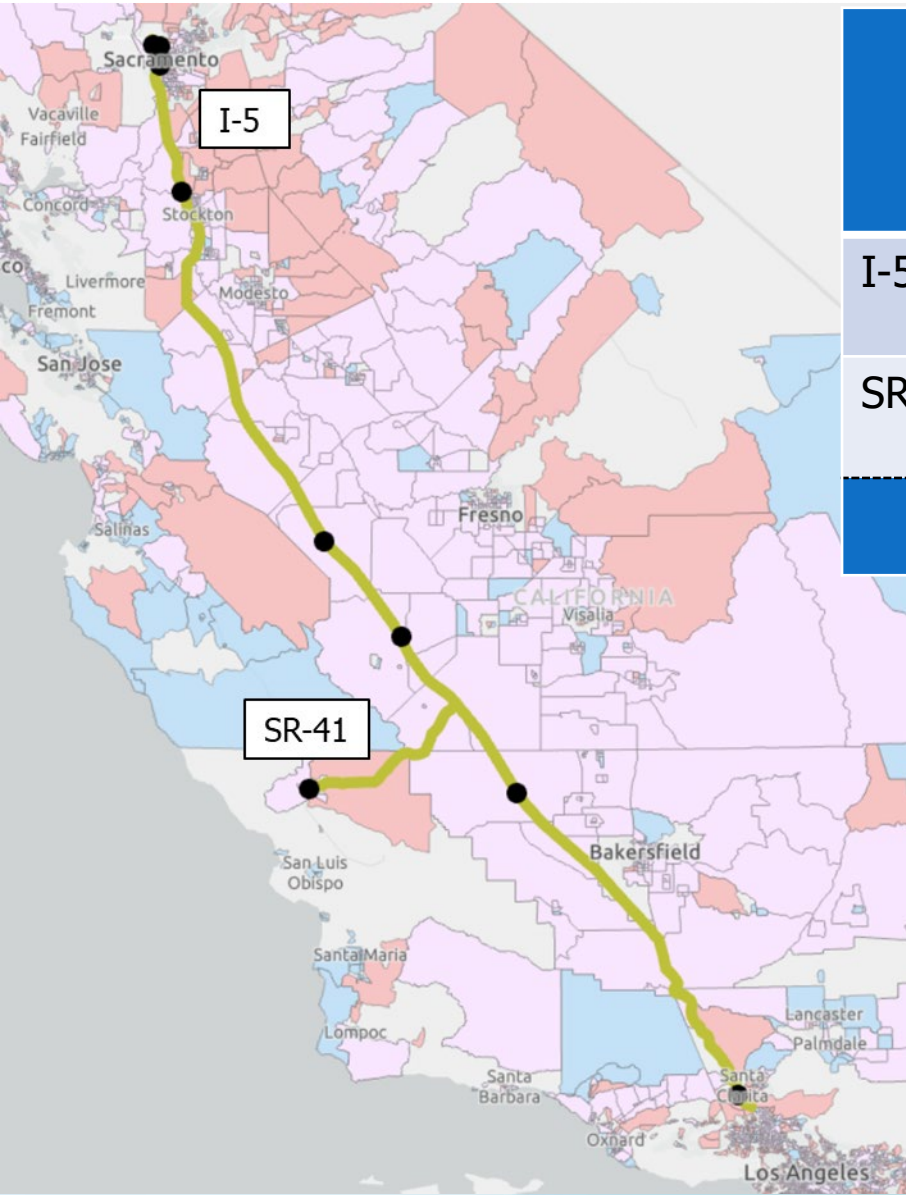 Sacramento
I-5
Vacaville
Fairfield
Concord
Stockton
co
Livermore
Modesto
Fremont
San Jose
I-5
SR
Salinas
Fresno
CALIFORNIA
Visalia
SR-41
San Luis
Obispo
Bakersfield
Santa Maria
Lompoc
Lancaster
Palmdale
Santa
Barbara
Santa
Clarita
Oxnard
Los Angeles